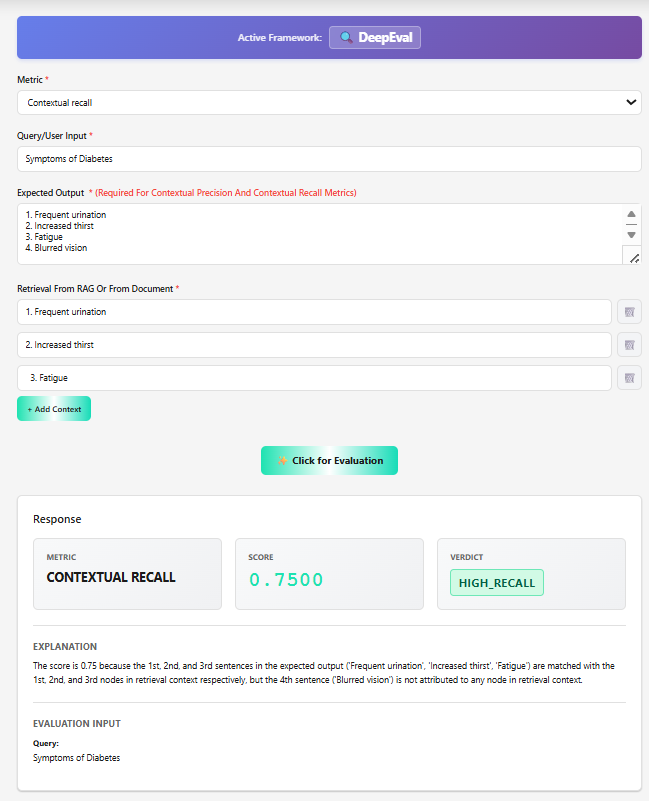 Active Framework: DeepEval
Metric *
Contextual recall
Query/User Input *
Symptoms of Diabetes
Expected Output * (Required For Contextual Precision And Contextual Recall Metrics)
1. Frequent urination
2. Increased thirst
3. Fatigue
4. Blurred vision
Retrieval From RAG Or From Document *
1. Frequent urination
2. Increased thirst
3. Fatigue
+ Add Context
Click for Evaluation
Response
METRIC
CONTEXTUAL RECALL
SCORE
0.7500
VERDICT
HIGH_RECALL
EXPLANATION
The score is 0.75 because the 1st, 2nd, and 3rd sentences in the expected output ('Frequent urination', 'Increased thirst', 'Fatigue') are matched with the
1st, 2nd, and 3rd nodes in retrieval context respectively, but the 4th sentence ('Blurred vision') is not attributed to any node in retrieval context.
EVALUATION INPUT
Query:
Symptoms of Diabetes